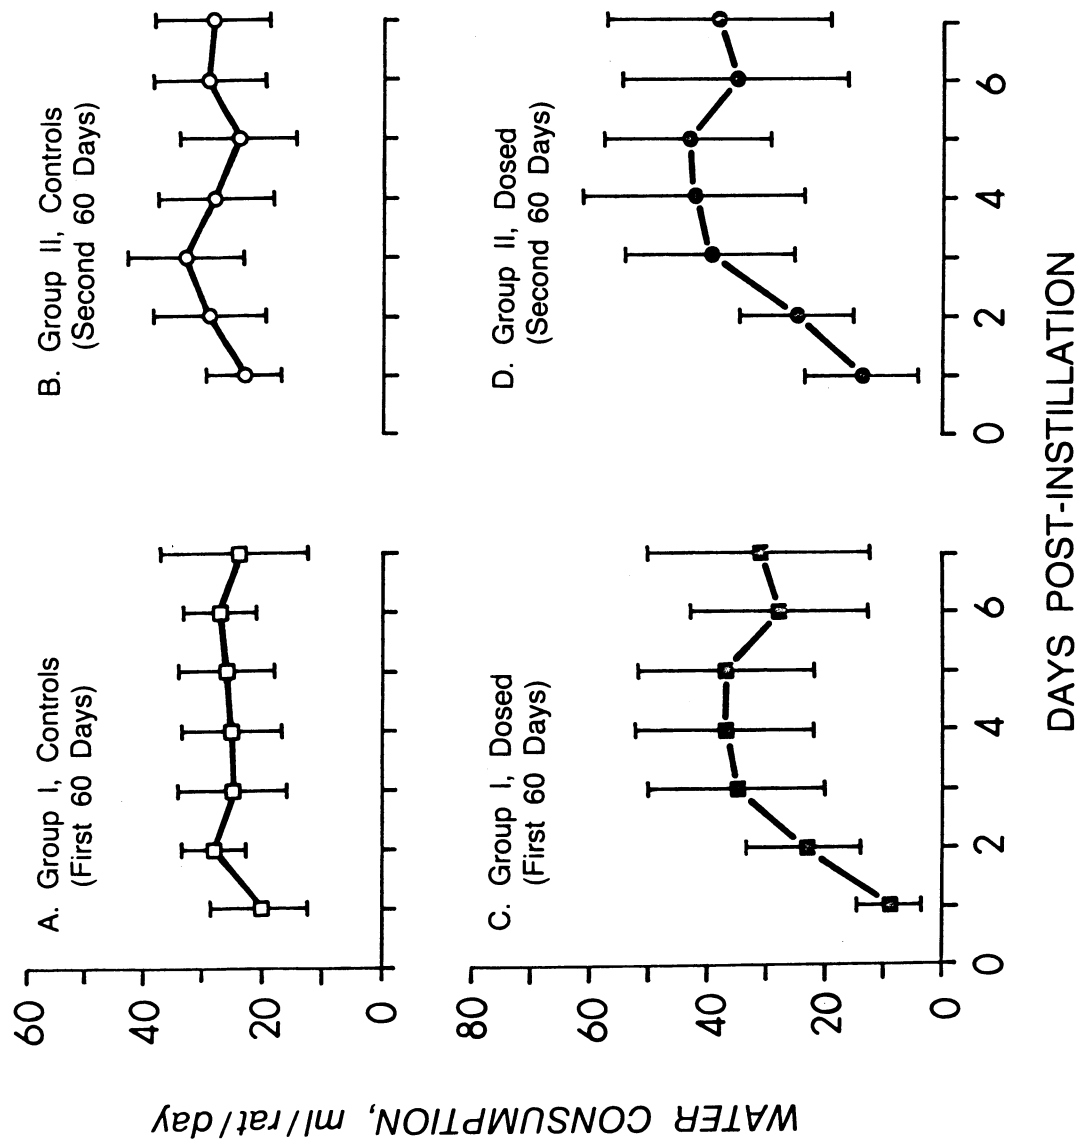 A. Group I, Controls
(First 60 Days)
B. Group II, Controls
(Second 60 Days)
60
40
20
0
C. Group I, Dosed
(First 60 Days)
D. Group II, Dosed
(Second 60 Days)
80
60
40
20
0
0 2 4 6
0 2 4 6
DAYS POST-INSTILLATION
WATER CONSUMPTION, ml/rat/day